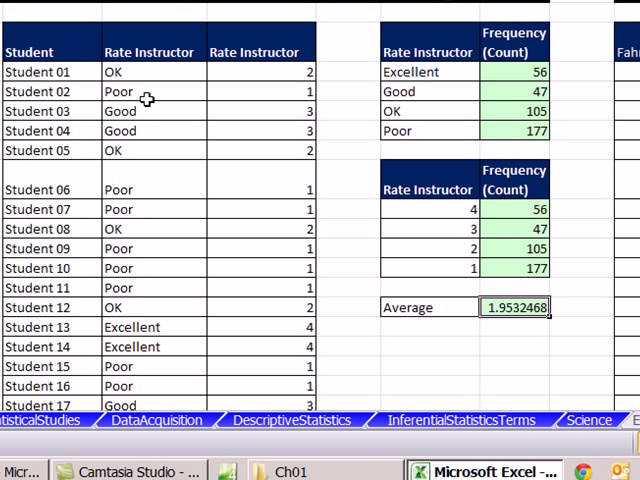 Student Rate Instructor Rate Instructor
Student 01 OK 2
Student 02 Poor 1
Student 03 Good 3
Student 04 Good 3
Student 05 OK 2
Student 06 Poor 1
Student 07 Poor 1
Student 08 OK 2
Student 09 Poor 1
Student 10 Poor 1
Student 11 Poor 1
Student 12 OK 2
Student 13 Excellent 4
Student 14 Excellent 4
Student 15 Poor 1
Student 16 Poor 1
Student 17 Good 3
Frequency
Rate Instructor (Count)
Excellent 56
Good 47
OK 105
Poor 177
Frequency
Rate Instructor (Count)
4 56
3 47
2 105
1 177
Average 1.9532468
Fahr
tisticalStudies DataAcquisition DescriptiveStatistics InferentialStatisticsTerms Science E
Micr... Camtasia Studio - ... Ch01 Microsoft Excel -...